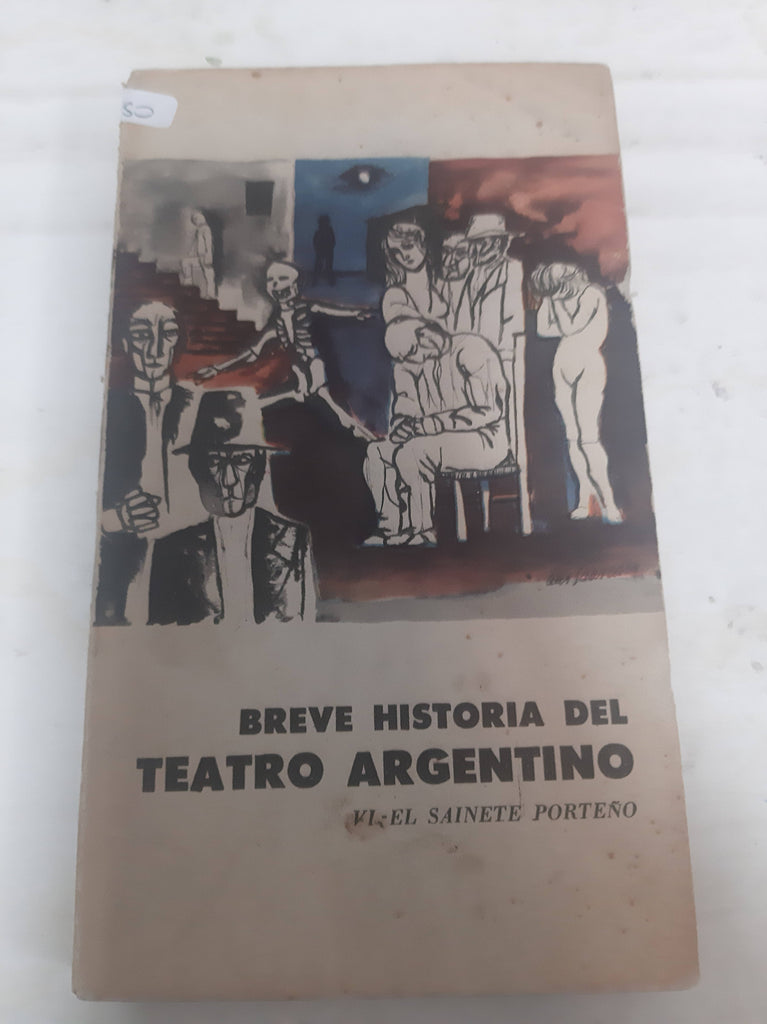 BREVE HISTORIA DEL
TEATRO ARGENTINO
VI.-EL SAINETE PORTEÑO